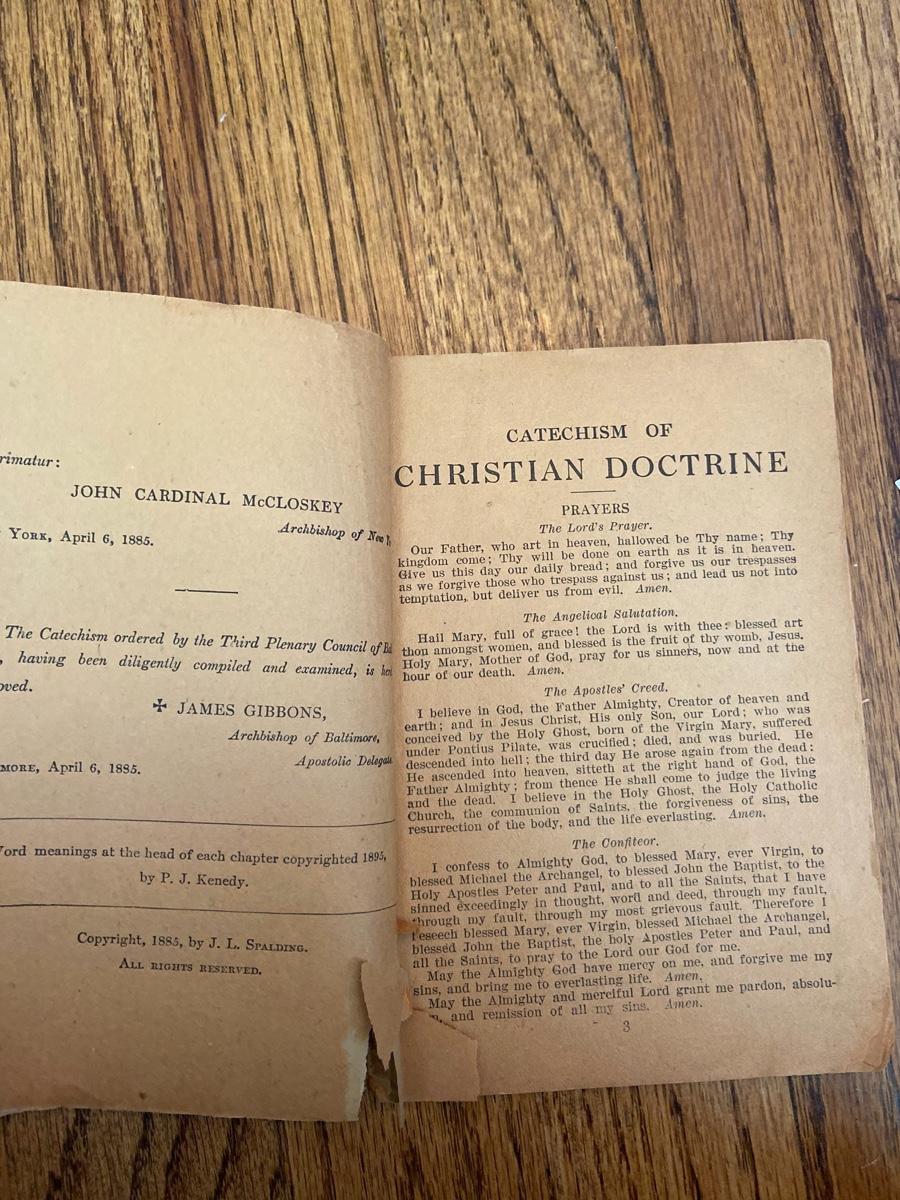 rimatur:
JOHN CARDINAL McCLOSKEY
Archbishop of New
YORK, April 6, 1885.
The Catechism ordered by the Third Plenary Council of
, having been diligently compiled and examined, is
oved.
✠ JAMES GIBBONS,
Archbishop of Baltimore,
Apostolic Delegate
MORE, April 6, 1885.
Word meanings at the head of each chapter copyrighted 1895,
by P. J. Kenedy.
Copyright, 1885, by J. L. SPALDING.
ALL RIGHTS RESERVED.
CATECHISM OF
CHRISTIAN DOCTRINE
PRAYERS
The Lord's Prayer.
Our Father, who art in heaven, hallowed be Thy name; Thy
kingdom come; Thy will be done on earth as it is in heaven.
Give us this day our daily bread; and forgive us our trespasses
as we forgive those who trespass against us; and lead us not into
temptation, but deliver us from evil. Amen.
The Angelical Salutation.
Hail Mary, full of grace! the Lord is with thee: blessed art
thou amongst women, and blessed is the fruit of thy womb, Jesus.
Holy Mary, Mother of God, pray for us sinners, now and at the
hour of our death. Amen.
The Apostles' Creed.
I believe in God, the Father Almighty, Creator of heaven and
earth; and in Jesus Christ, His only Son, our Lord; who was
conceived by the Holy Ghost, born of the Virgin Mary, suffered
under Pontius Pilate, was crucified; died, and was buried. He
descended into hell; the third day He arose again from the dead:
He ascended into heaven, sitteth at the right hand of God, the
Father Almighty; from thence He shall come to judge the living
and the dead. I believe in the Holy Ghost, the Holy Catholic
Church, the communion of Saints, the forgiveness of sins, the
resurrection of the body, and the life everlasting. Amen.
The Confiteor.
I confess to Almighty God, to blessed Mary, ever Virgin, to
blessed Michael the Archangel, to blessed John the Baptist, to the
Holy Apostles Peter and Paul, and to all the Saints, that I have
sinned exceedingly in thought, word and deed, through my fault,
through my fault, through my most grievous fault. Therefore I
beseech blessed Mary, ever Virgin, blessed Michael the Archangel,
blessed John the Baptist, the holy Apostles Peter and Paul, and
all the Saints, to pray to the Lord our God for me.
May the Almighty God have mercy on me, and forgive me my
sins, and bring me to everlasting life. Amen.
May the Almighty and merciful Lord grant me pardon, absolu-
n, and remission of all my sins. Amen.
3